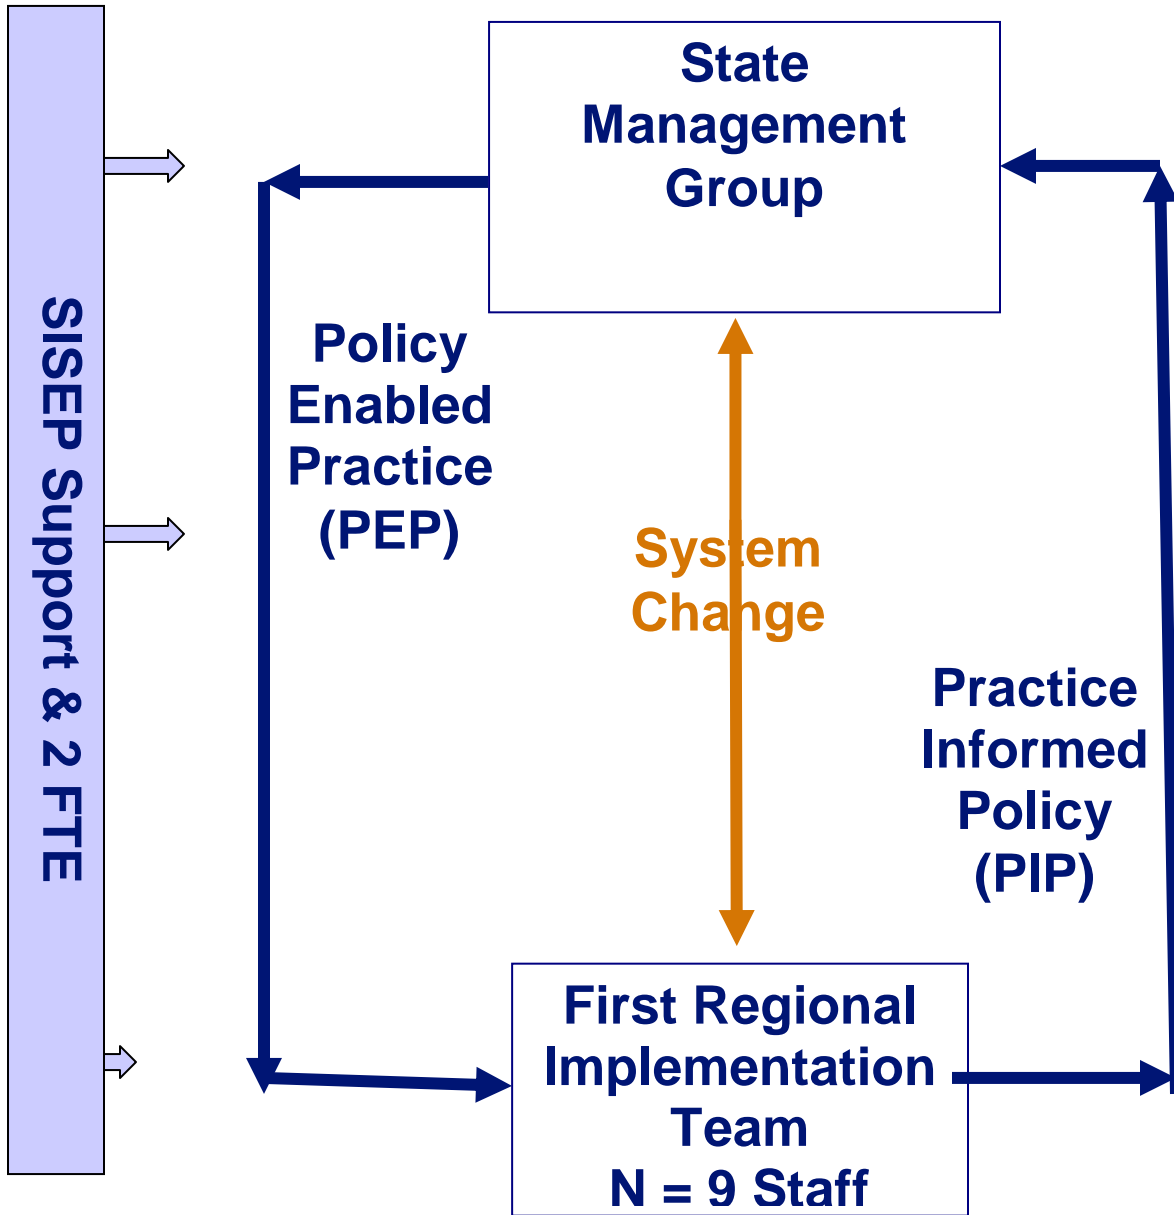 State
Management
Group
SISEP Support & 2 FTE
Policy
Enabled
Practice
(PEP)
System
Change
Practice
Informed
Policy
(PIP)
First Regional
Implementation
Team
N = 9 Staff